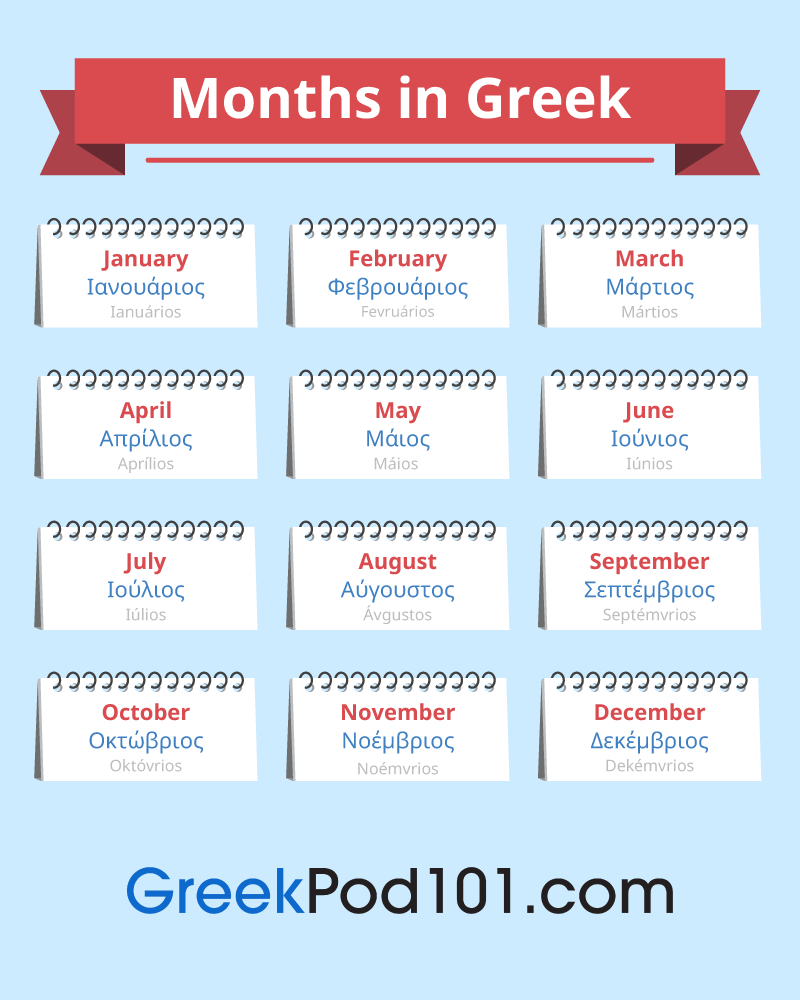 Months in Greek
January
Ιανουάριος
Ianuários
February
Φεβρουάριος
Fevruários
March
Μάρτιος
Mártios
April
Απρίλιος
Aprílios
May
Μάιος
Máios
June
Ιούνιος
Iúnios
July
Ιούλιος
Iúlios
August
Αύγουστος
Ávgustos
September
Σεπτέμβριος
Septémvrios
October
Οκτώβριος
Októvrios
November
Νοέμβριος
Noémvrios
December
Δεκέμβριος
Dekémvrios
GreekPod101.com